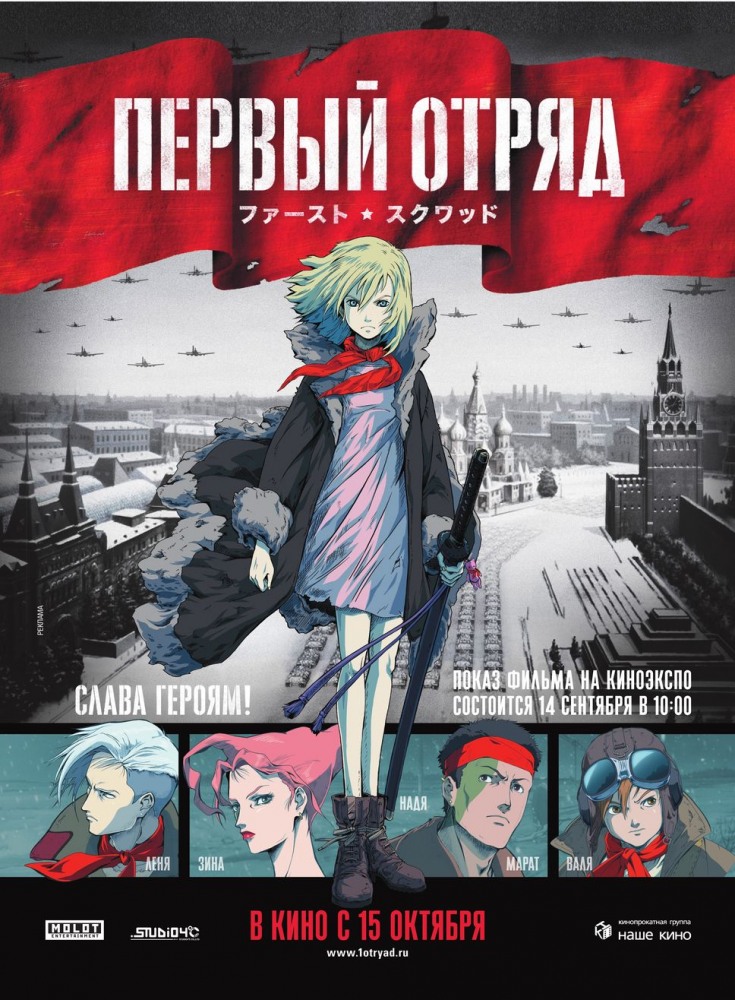 ПЕРВЫЙ ОТРЯД
ファースト★スクワッド
РЕКЛАМА
СЛАВА ГЕРОЯМ!
ПОКАЗ ФИЛЬМА НА КИНОЭКСПО
СОСТОИТСЯ 14 СЕНТЯБРЯ В 10:00
ЛЕНЯ
ЗИНА
НАДЯ
МАРАТ
ВАЛЯ
MOLOT
ENTERTAINMENT
STUDIO4°C
В КИНО С 15 ОКТЯБРЯ
www.1otryad.ru
кинопрокатная группа
наше кино